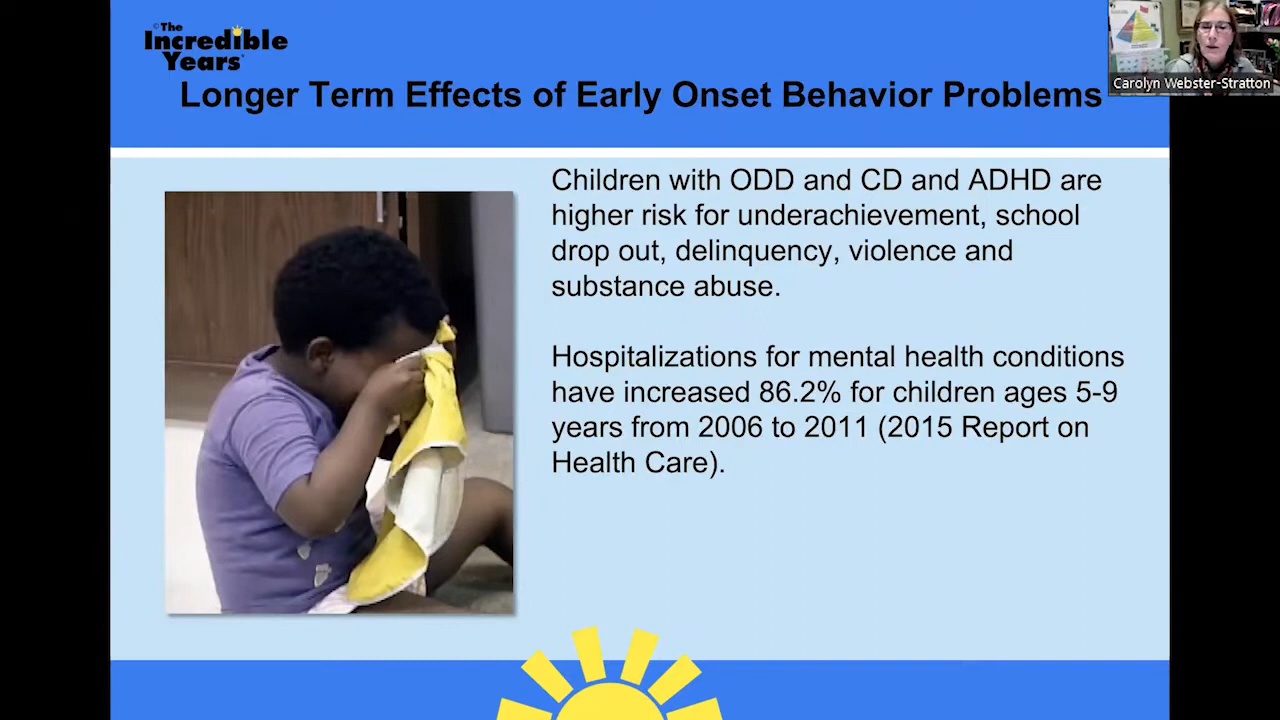 ©The
Incredible
Years®
Longer Term Effects of Early Onset Behavior Problems
Carolyn Webster-Stratton
Children with ODD and CD and ADHD are
higher risk for underachievement, school
drop out, delinquency, violence and
substance abuse.
Hospitalizations for mental health conditions
have increased 86.2% for children ages 5-9
years from 2006 to 2011 (2015 Report on
Health Care).